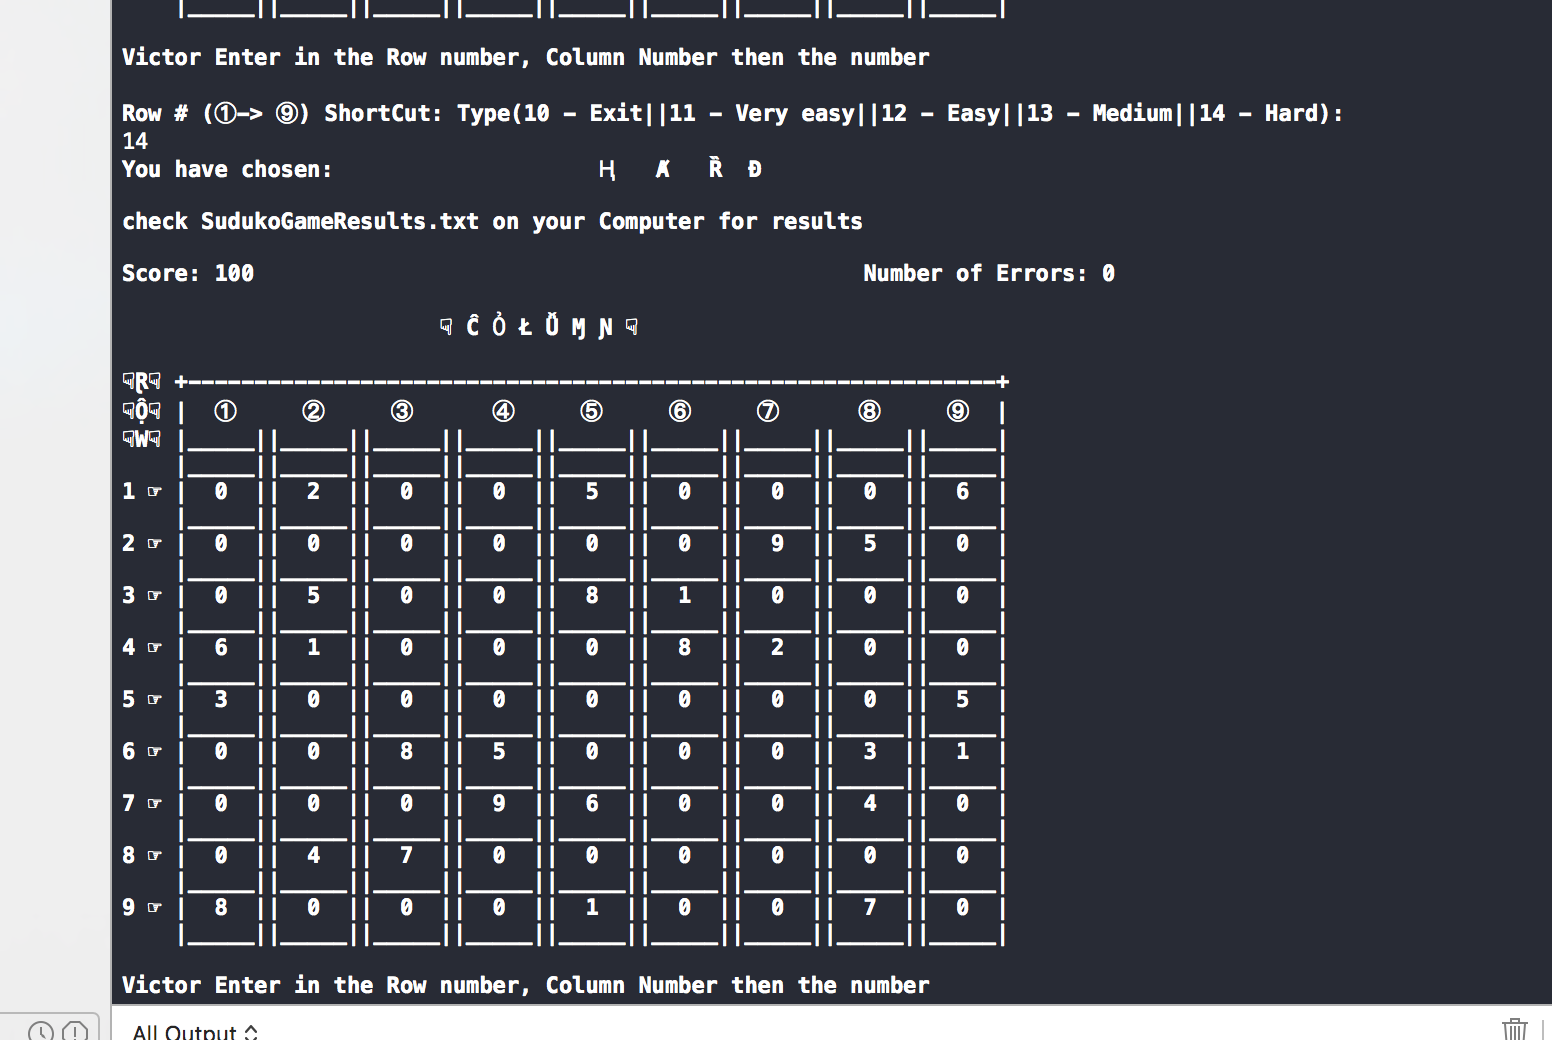 Victor Enter in the Row number, Column Number then the number
Row # (①—> ⑨) ShortCut: Type(10 – Exit||11 – Very easy||12 – Easy||13 – Medium||14 – Hard):
14
You have chosen: Ң Ⱥ Ȑ Đ
check SudukoGameResults.txt on your Computer for results
Score: 100 Number of Errors: 0
☟ Ĉ Ỏ Ł Ǚ Ɱ Ɲ ☟
☟R☟
☟Ộ☟ | ① ② ③ ④ ⑤ ⑥ ⑦ ⑧ ⑨ |
☟W☟
1 ☞ | 0 || 2 || 0 || 0 || 5 || 0 || 0 || 0 || 6 |
2 ☞ | 0 || 0 || 0 || 0 || 0 || 0 || 9 || 5 || 0 |
3 ☞ | 0 || 5 || 0 || 0 || 8 || 1 || 0 || 0 || 0 |
4 ☞ | 6 || 1 || 0 || 0 || 0 || 8 || 2 || 0 || 0 |
5 ☞ | 3 || 0 || 0 || 0 || 0 || 0 || 0 || 0 || 5 |
6 ☞ | 0 || 0 || 8 || 5 || 0 || 0 || 0 || 3 || 1 |
7 ☞ | 0 || 0 || 0 || 9 || 6 || 0 || 0 || 4 || 0 |
8 ☞ | 0 || 4 || 7 || 0 || 0 || 0 || 0 || 0 || 0 |
9 ☞ | 8 || 0 || 0 || 0 || 1 || 0 || 0 || 7 || 0 |
Victor Enter in the Row number, Column Number then the number
All Output